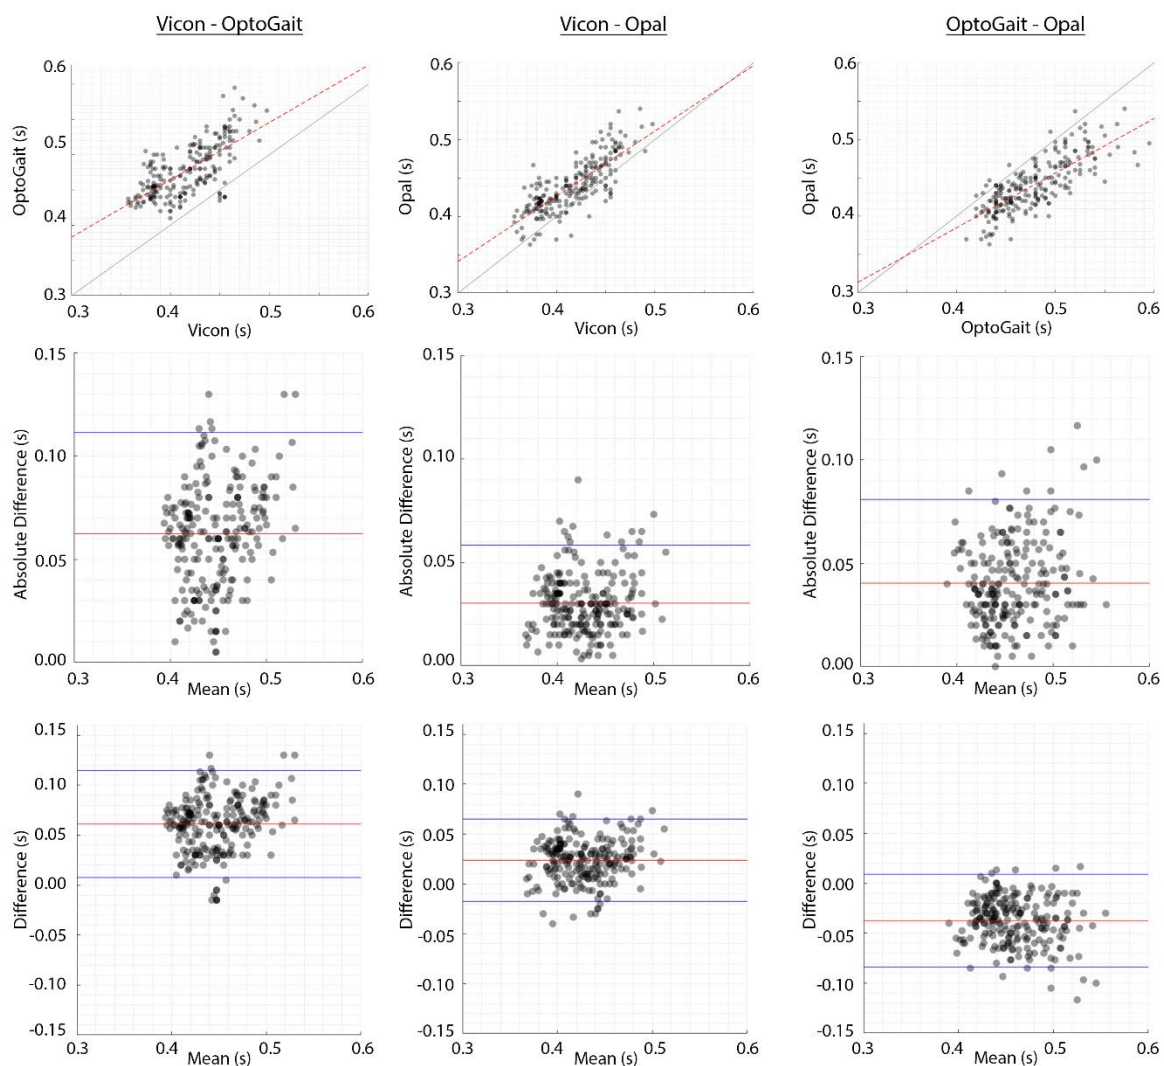 Vicon - OptoGait
Vicon - Opal
OptoGait - Opal
0.6
0.5
0.4
0.3
OptoGait (s)
0.3 0.4 0.5 0.6
Vicon (s)
0.6
0.5
0.4
0.3
Opal (s)
0.3 0.4 0.5 0.6
Vicon (s)
0.6
0.5
0.4
0.3
Opal (s)
0.3 0.4 0.5 0.6
OptoGait (s)
0.15
0.10
0.05
0.00
Absolute Difference (s)
0.3 0.4 0.5 0.6
Mean (s)
0.15
0.10
0.05
0.00
Absolute Difference (s)
0.3 0.4 0.5 0.6
Mean (s)
0.15
0.10
0.05
0.00
Absolute Difference (s)
0.3 0.4 0.5 0.6
Mean (s)
0.15
0.10
0.05
0.00
-0.05
-0.10
-0.15
Difference (s)
0.3 0.4 0.5 0.6
Mean (s)
0.15
0.10
0.05
0.00
-0.05
-0.10
-0.15
Difference (s)
0.3 0.4 0.5 0.6
Mean (s)
0.15
0.10
0.05
0.00
-0.05
-0.10
-0.15
Difference (s)
0.3 0.4 0.5 0.6
Mean (s)